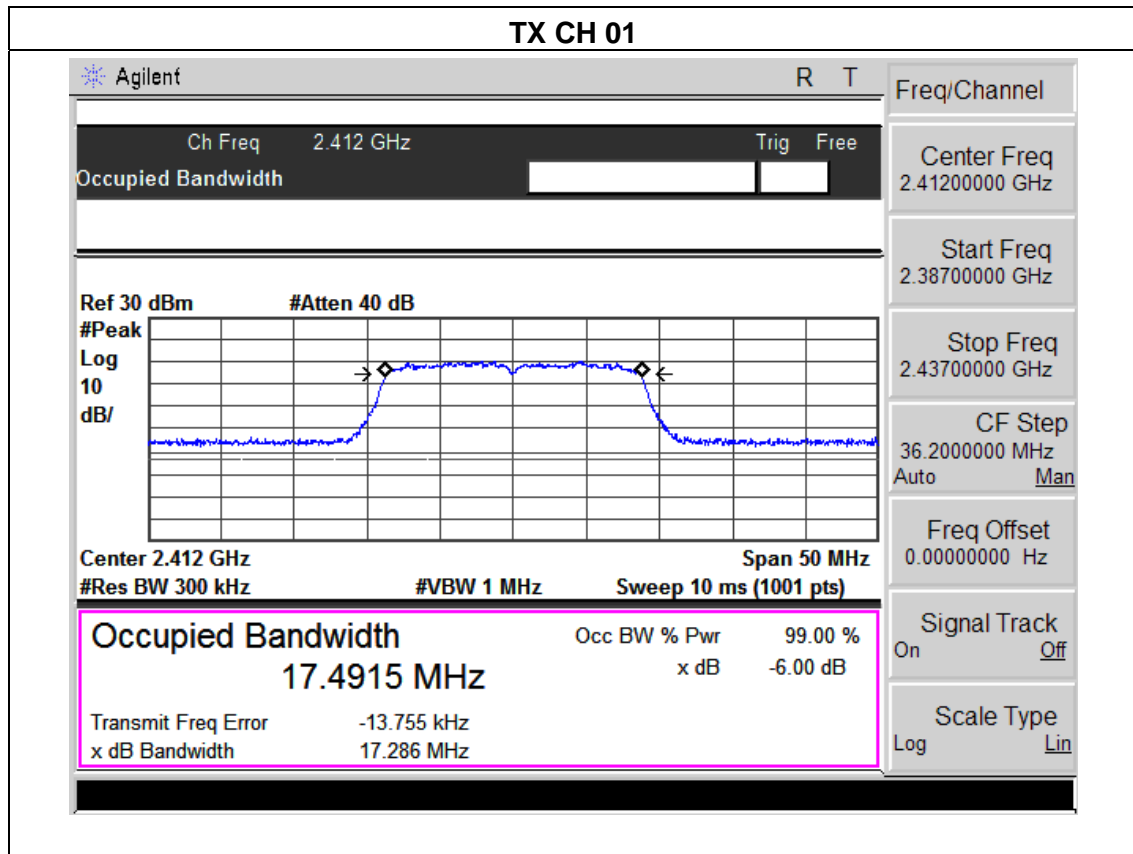 TX CH 01
Agilent R T
Ch Freq 2.412 GHz Trig Free
Occupied Bandwidth
Ref 30 dBm #Atten 40 dB
#Peak
Log
10
dB/
Center 2.412 GHz Span 50 MHz
#Res BW 300 kHz #VBW 1 MHz Sweep 10 ms (1001 pts)
Occupied Bandwidth Occ BW % Pwr 99.00 %
17.4915 MHz x dB -6.00 dB
Transmit Freq Error -13.755 kHz
x dB Bandwidth 17.286 MHz
Freq/Channel
Center Freq
2.41200000 GHz
Start Freq
2.38700000 GHz
Stop Freq
2.43700000 GHz
CF Step
36.2000000 MHz
Auto Man
Freq Offset
0.00000000 Hz
Signal Track
On Off
Scale Type
Log Lin